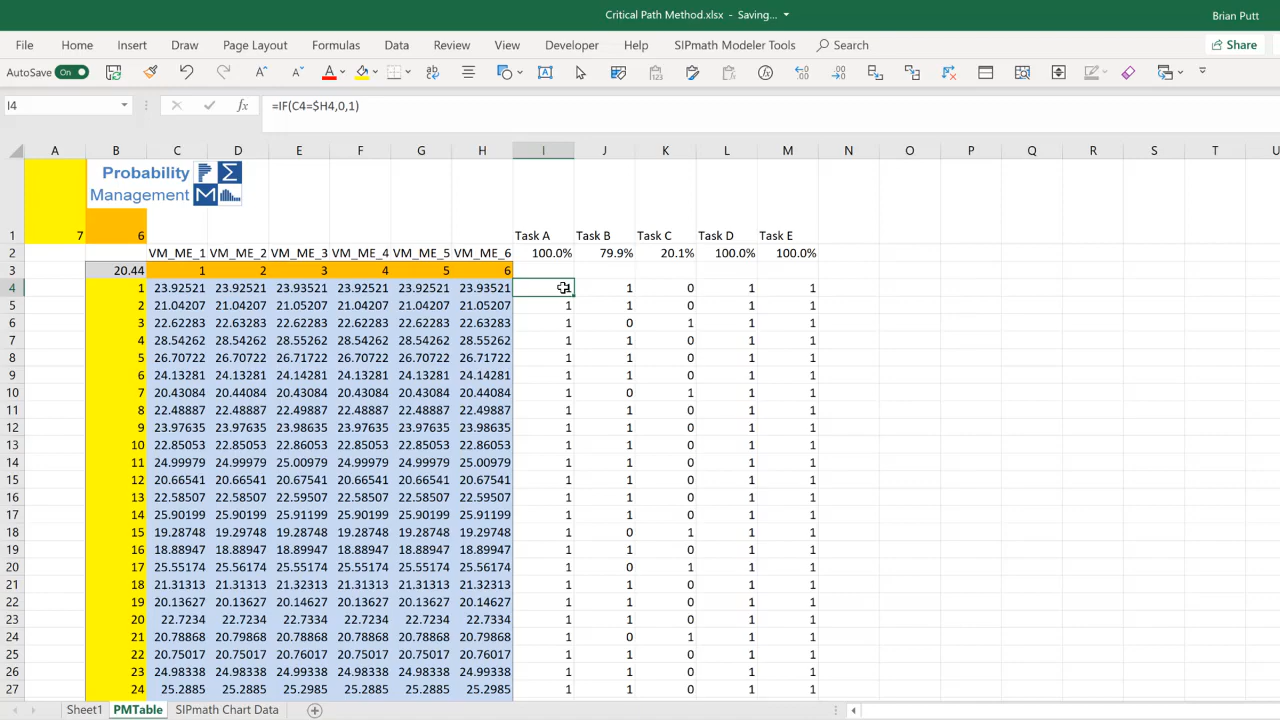 Critical Path Method.xlsx - Saving...
Brian Putt
File Home Insert Draw Page Layout Formulas Data Review View Developer Help SIPmath Modeler Tools Search Share
AutoSave On
I4 fx =IF(C4=$H4,0,1)
A B C D E F G H I J K L M N O P Q R S T U
Probability
Management
1 7 6 Task A Task B Task C Task D Task E
2 VM_ME_1 VM_ME_2 VM_ME_3 VM_ME_4 VM_ME_5 VM_ME_6 100.0% 79.9% 20.1% 100.0% 100.0%
3 20.44 1 2 3 4 5 6
4 1 23.92521 23.92521 23.93521 23.92521 23.92521 23.93521 1 1 0 1 1
5 2 21.04207 21.04207 21.05207 21.04207 21.04207 21.05207 1 1 0 1 1
6 3 22.62283 22.63283 22.62283 22.62283 22.62283 22.63283 1 0 1 1 1
7 4 28.54262 28.54262 28.55262 28.54262 28.54262 28.55262 1 1 0 1 1
8 5 26.70722 26.70722 26.71722 26.70722 26.70722 26.71722 1 1 0 1 1
9 6 24.13281 24.13281 24.14281 24.13281 24.13281 24.14281 1 1 0 1 1
10 7 20.43084 20.44084 20.43084 20.43084 20.43084 20.44084 1 0 1 1 1
11 8 22.48887 22.48887 22.49887 22.48887 22.48887 22.49887 1 1 0 1 1
12 9 23.97635 23.97635 23.98635 23.97635 23.97635 23.98635 1 1 0 1 1
13 10 22.85053 22.85053 22.86053 22.85053 22.85053 22.86053 1 1 0 1 1
14 11 24.99979 24.99979 25.00979 24.99979 24.99979 25.00979 1 1 0 1 1
15 12 20.66541 20.66541 20.67541 20.66541 20.66541 20.67541 1 1 0 1 1
16 13 22.58507 22.58507 22.59507 22.58507 22.58507 22.59507 1 1 0 1 1
17 14 25.90199 25.90199 25.91199 25.90199 25.90199 25.91199 1 1 0 1 1
18 15 19.28748 19.29748 19.28748 19.28748 19.28748 19.29748 1 0 1 1 1
19 16 18.88947 18.88947 18.89947 18.88947 18.88947 18.89947 1 1 0 1 1
20 17 25.55174 25.56174 25.55174 25.55174 25.55174 25.56174 1 0 1 1 1
21 18 21.31313 21.31313 21.32313 21.31313 21.31313 21.32313 1 1 0 1 1
22 19 20.13627 20.13627 20.14627 20.13627 20.13627 20.14627 1 1 0 1 1
23 20 22.7234 22.7234 22.7334 22.7234 22.7234 22.7334 1 1 0 1 1
24 21 20.78868 20.79868 20.78868 20.78868 20.78868 20.79868 1 0 1 1 1
25 22 20.75017 20.75017 20.76017 20.75017 20.75017 20.76017 1 1 0 1 1
26 23 24.98338 24.98338 24.99338 24.98338 24.98338 24.99338 1 1 0 1 1
27 24 25.2885 25.2885 25.2985 25.2885 25.2885 25.2985 1 1 0 1 1
Sheet1 PMTable SIPmath Chart Data